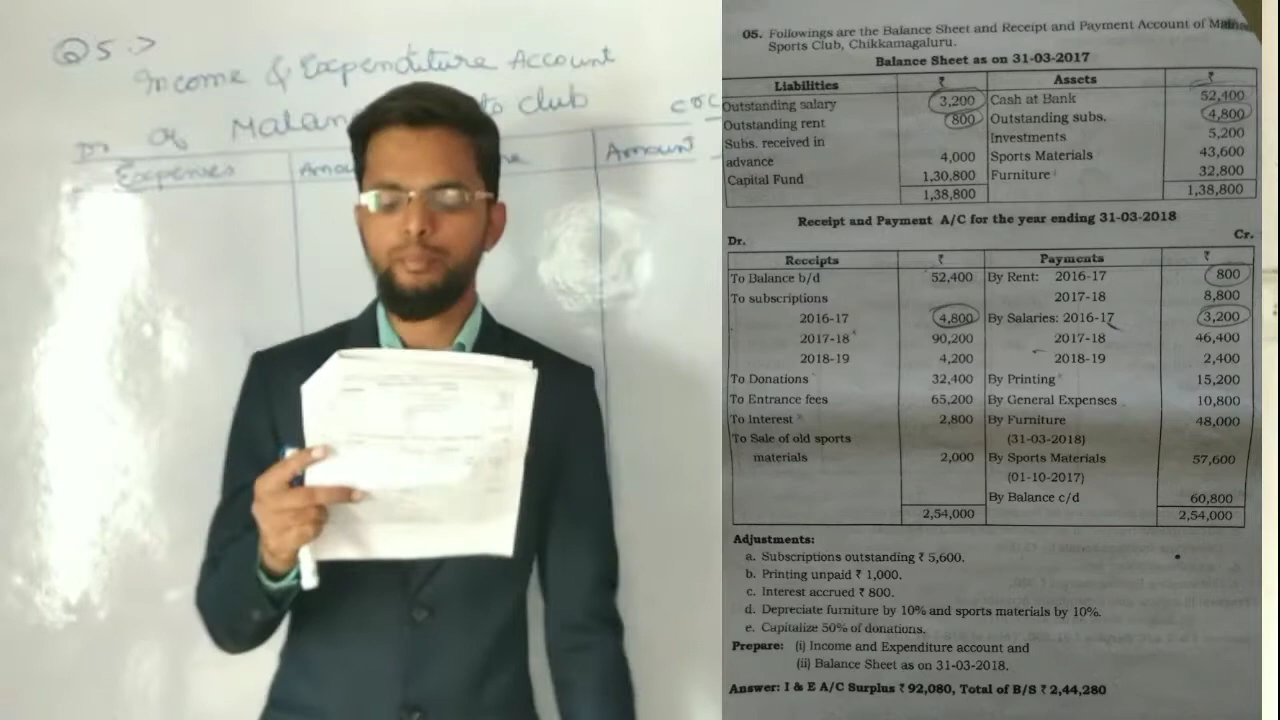 Q5 :->
Income & Expenditure Account
Dr of club
Expenses Amount
05. Followings are the Balance Sheet and Receipt and Payment Account of
Sports Club, Chikkamagaluru.
Balance Sheet as on 31-03-2017
Liabilities ₹ Assets ₹
Outstanding salary 3,200 Cash at Bank 52,400
Outstanding rent 800 Outstanding subs. 4,800
Subs. received in Investments 5,200
advance 4,000 Sports Materials 43,600
Capital Fund 1,30,800 Furniture 32,800
1,38,800 1,38,800
Receipt and Payment A/C for the year ending 31-03-2018
Dr. Cr.
Receipts ₹ Payments ₹
To Balance b/d 52,400 By Rent: 2016-17 800
To subscriptions 2017-18 8,800
2016-17 4,800 By Salaries: 2016-17 3,200
2017-18 90,200 2017-18 46,400
2018-19 4,200 2018-19 2,400
To Donations 32,400 By Printing 15,200
To Entrance fees 65,200 By General Expenses 10,800
To Interest 2,800 By Furniture 48,000
To Sale of old sports (31-03-2018)
materials 2,000 By Sports Materials 57,600
(01-10-2017)
By Balance c/d 60,800
2,54,000 2,54,000
Adjustments:
a. Subscriptions outstanding ₹ 5,600.
b. Printing unpaid ₹ 1,000.
c. Interest accrued ₹ 800.
d. Depreciate furniture by 10% and sports materials by 10%.
e. Capitalize 50% of donations.
Prepare: (i) Income and Expenditure account and
(ii) Balance Sheet as on 31-03-2018.
Answer: I & E A/C Surplus ₹ 92,080, Total of B/S ₹ 2,44,280